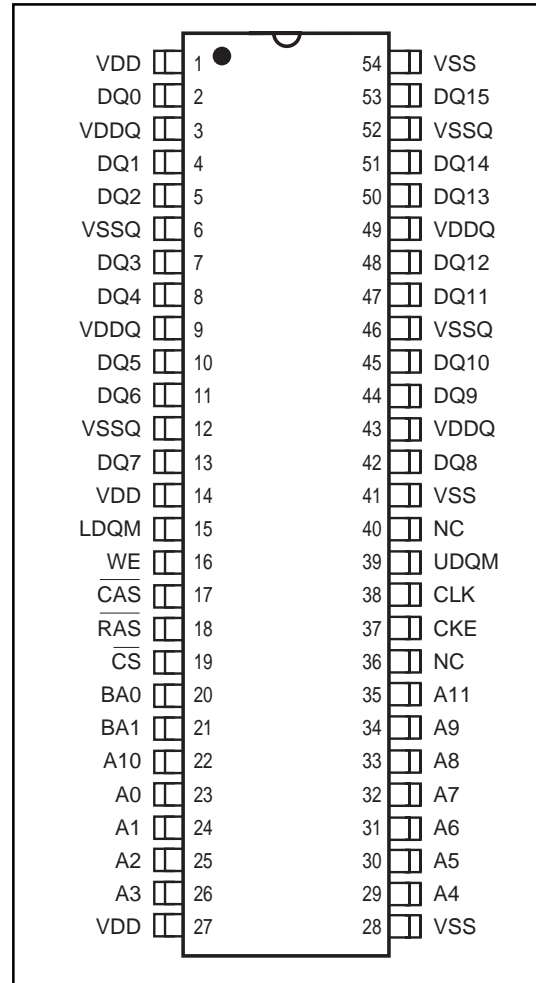 VDD 1 54 VSS
DQ0 2 53 DQ15
VDDQ 3 52 VSSQ
DQ1 4 51 DQ14
DQ2 5 50 DQ13
VSSQ 6 49 VDDQ
DQ3 7 48 DQ12
DQ4 8 47 DQ11
VDDQ 9 46 VSSQ
DQ5 10 45 DQ10
DQ6 11 44 DQ9
VSSQ 12 43 VDDQ
DQ7 13 42 DQ8
VDD 14 41 VSS
LDQM 15 40 NC
WE 16 39 UDQM
C̅A̅S̅ 17 38 CLK
R̅A̅S̅ 18 37 CKE
C̅S̅ 19 36 NC
BA0 20 35 A11
BA1 21 34 A9
A10 22 33 A8
A0 23 32 A7
A1 24 31 A6
A2 25 30 A5
A3 26 29 A4
VDD 27 28 VSS